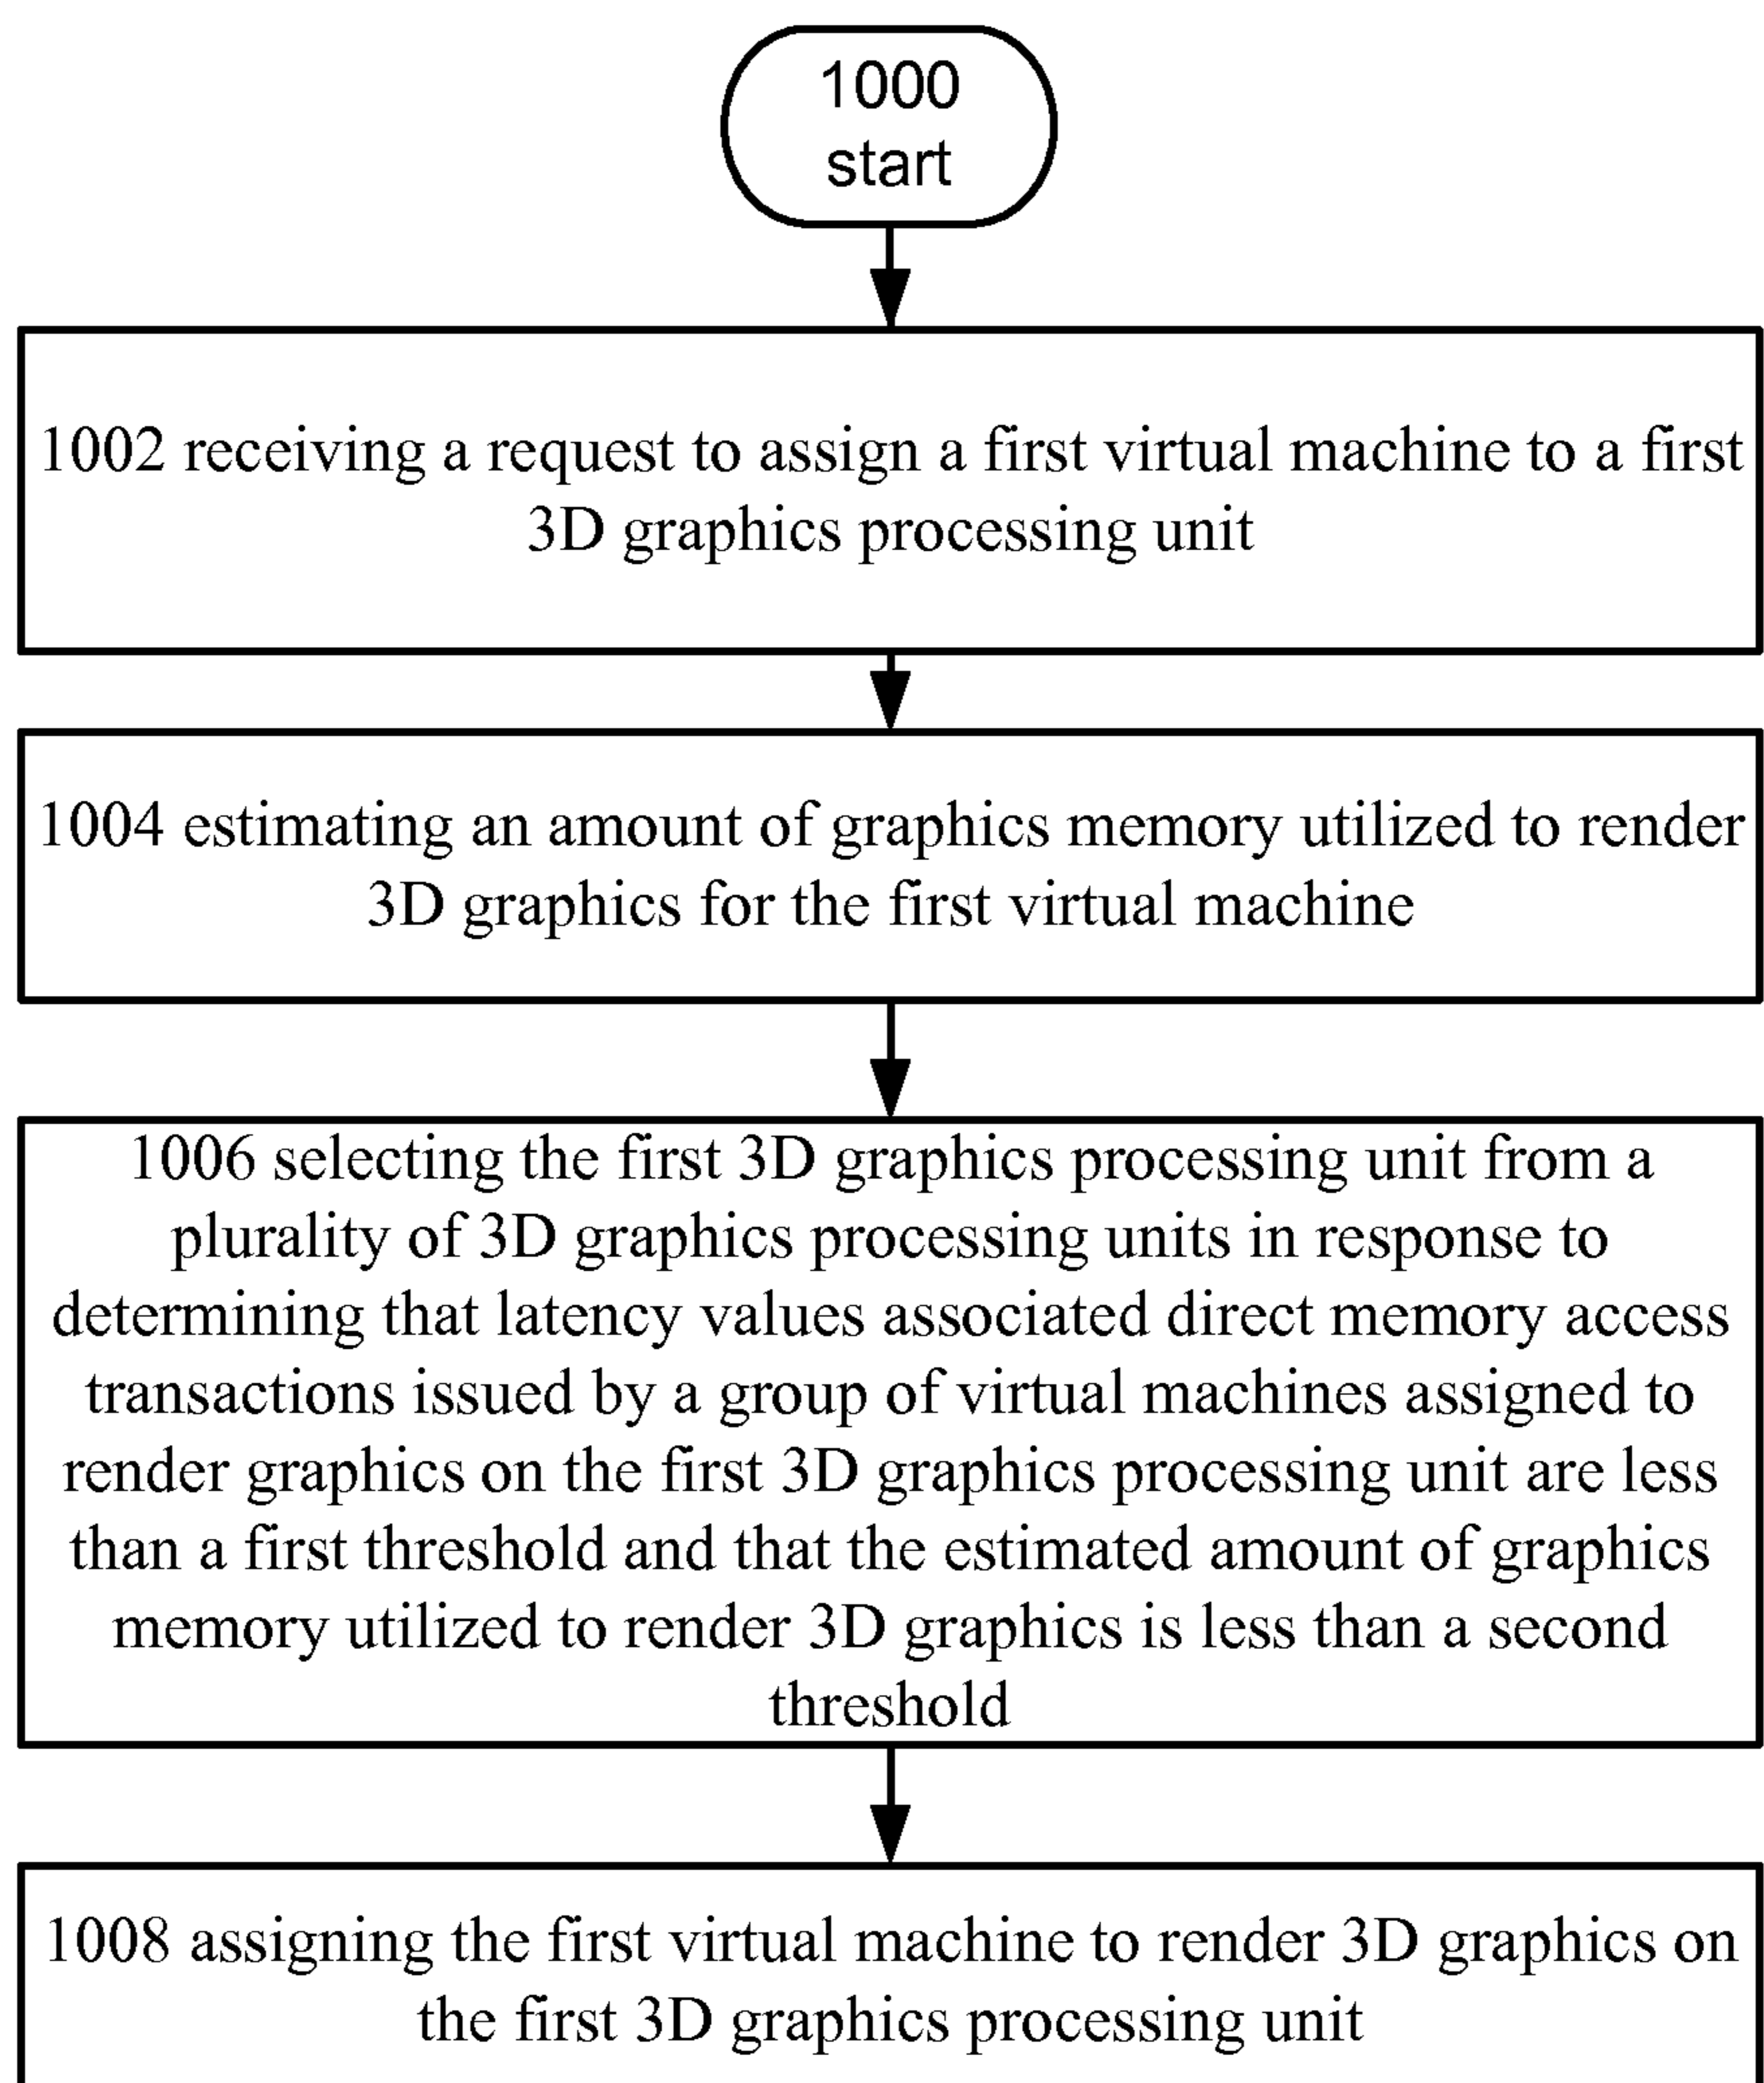 1000
start
1002 receiving a request to assign a first virtual machine to a first
3D graphics processing unit
1004 estimating an amount of graphics memory utilized to render
3D graphics for the first virtual machine
1006 selecting the first 3D graphics processing unit from a
plurality of 3D graphics processing units in response to
determining that latency values associated direct memory access
transactions issued by a group of virtual machines assigned to
render graphics on the first 3D graphics processing unit are less
than a first threshold and that the estimated amount of graphics
memory utilized to render 3D graphics is less than a second
threshold
1008 assigning the first virtual machine to render 3D graphics on
the first 3D graphics processing unit